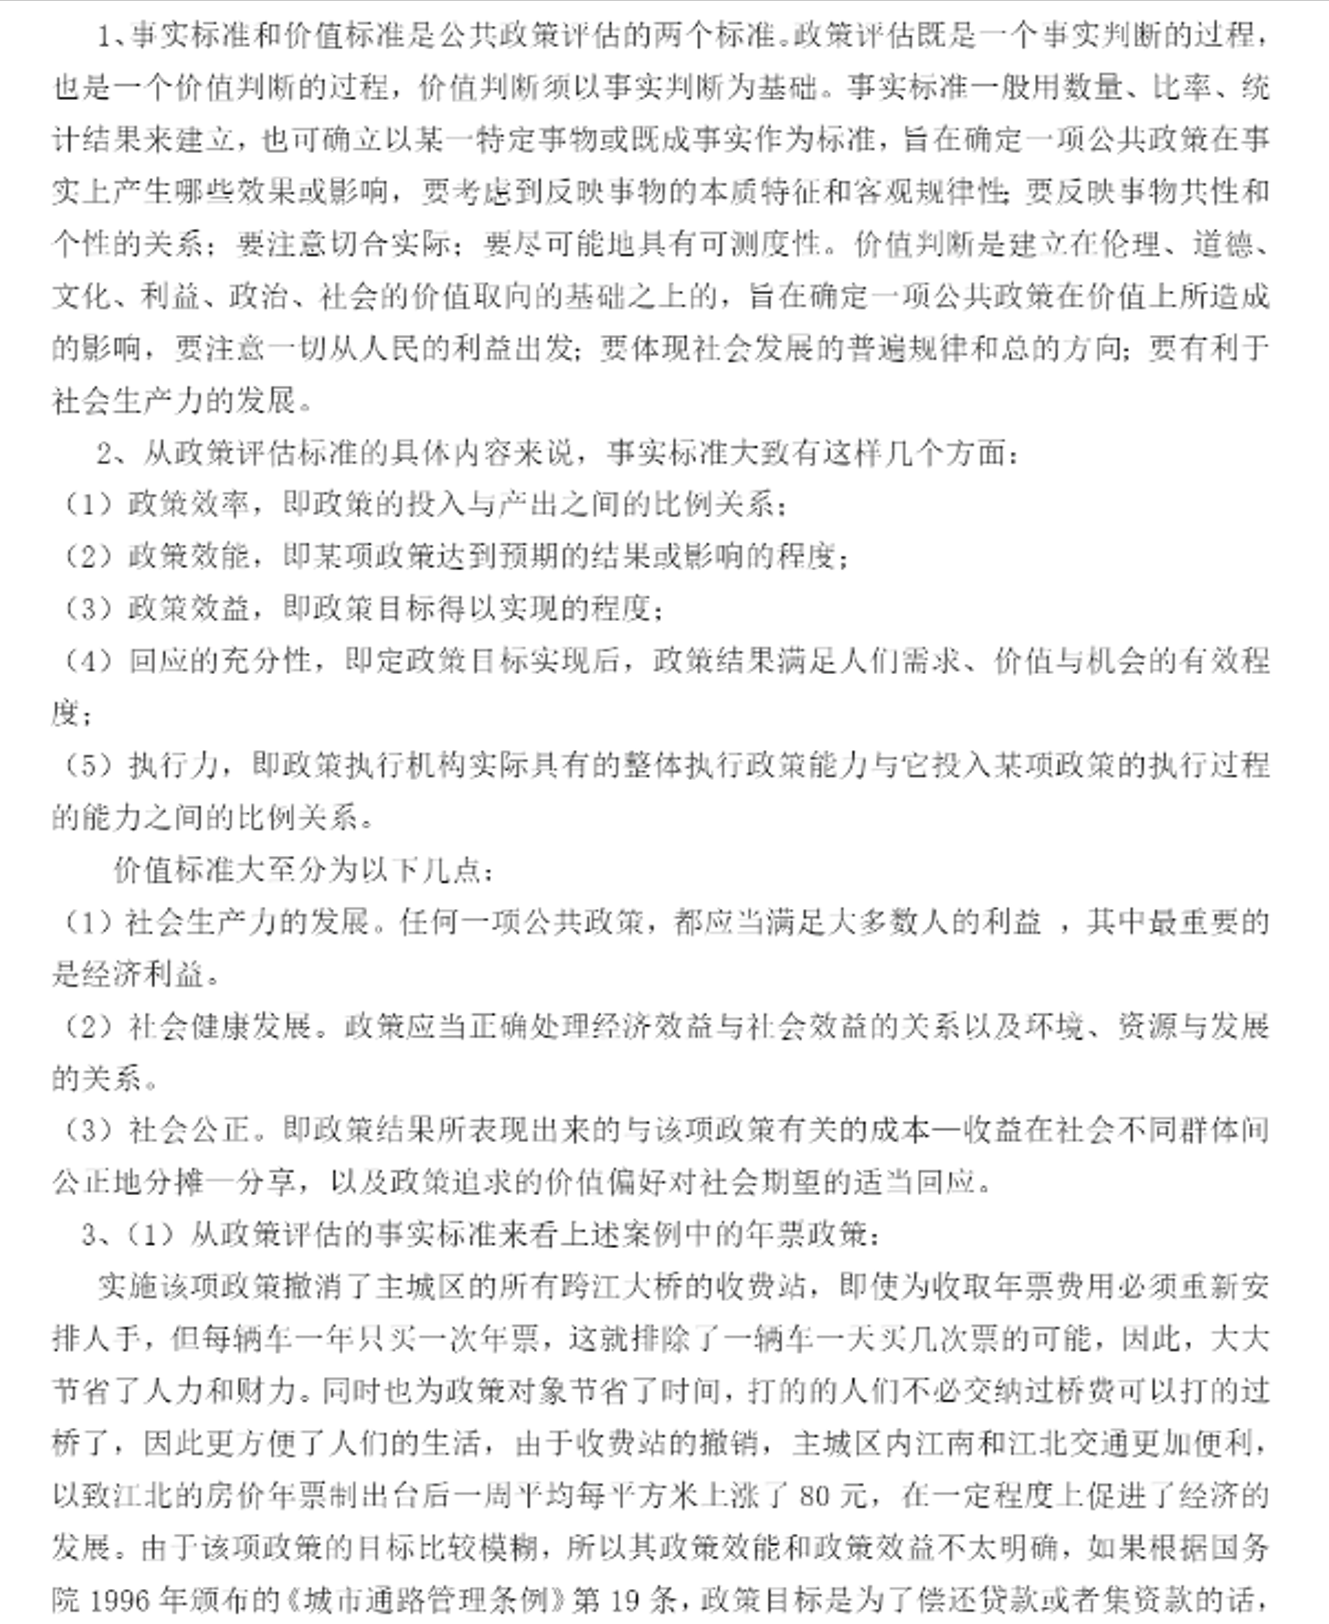 1、事实标准和价值标准是公共政策评估的两个标准。政策评估既是一个事实判断的过程，
也是一个价值判断的过程，价值判断须以事实判断为基础。事实标准一般用数量、比率、统
计结果来建立，也可确立以某一特定事物或既成事实作为标准，旨在确定一项公共政策在事
实上产生哪些效果或影响，要考虑到反映事物的本质特征和客观规律性；要反映事物共性和
个性的关系；要注意切合实际；要尽可能地具有可测度性。价值判断是建立在伦理、道德、
文化、利益、政治、社会的价值取向的基础之上的，旨在确定一项公共政策在价值上所造成
的影响，要注意一切从人民的利益出发；要体现社会发展的普遍规律和总的方向；要有利于
社会生产力的发展。
2、从政策评估标准的具体内容来说，事实标准大致有这样几个方面：
（1）政策效率，即政策的投入与产出之间的比例关系；
（2）政策效能，即某项政策达到预期的结果或影响的程度；
（3）政策效益，即政策目标得以实现的程度；
（4）回应的充分性，即定政策目标实现后，政策结果满足人们需求、价值与机会的有效程
度；
（5）执行力，即政策执行机构实际具有的整体执行政策能力与它投入某项政策的执行过程
的能力之间的比例关系。
价值标准大至分为以下几点：
（1）社会生产力的发展。任何一项公共政策，都应当满足大多数人的利益 ，其中最重要的
是经济利益。
（2）社会健康发展。政策应当正确处理经济效益与社会效益的关系以及环境、资源与发展
的关系。
（3）社会公正。即政策结果所表现出来的与该项政策有关的成本—收益在社会不同群体间
公正地分摊—分享，以及政策追求的价值偏好对社会期望的适当回应。
3、（1）从政策评估的事实标准来看上述案例中的年票政策：
实施该项政策撤消了主城区的所有跨江大桥的收费站，即使为收取年票费用必须重新安
排人手，但每辆车一年只买一次年票，这就排除了一辆车一天买几次票的可能，因此，大大
节省了人力和财力。同时也为政策对象节省了时间，打的的人们不必交纳过桥费可以打的过
桥了，因此更方便了人们的生活，由于收费站的撤销，主城区内江南和江北交通更加便利，
以致江北的房价年票制出台后一周平均每平方米上涨了 80 元，在一定程度上促进了经济的
发展。由于该项政策的目标比较模糊，所以其政策效能和政策效益不太明确，如果根据国务
院 1996 年颁布的《城市通路管理条例》第 19 条，政策目标是为了偿还贷款或者集资款的话，